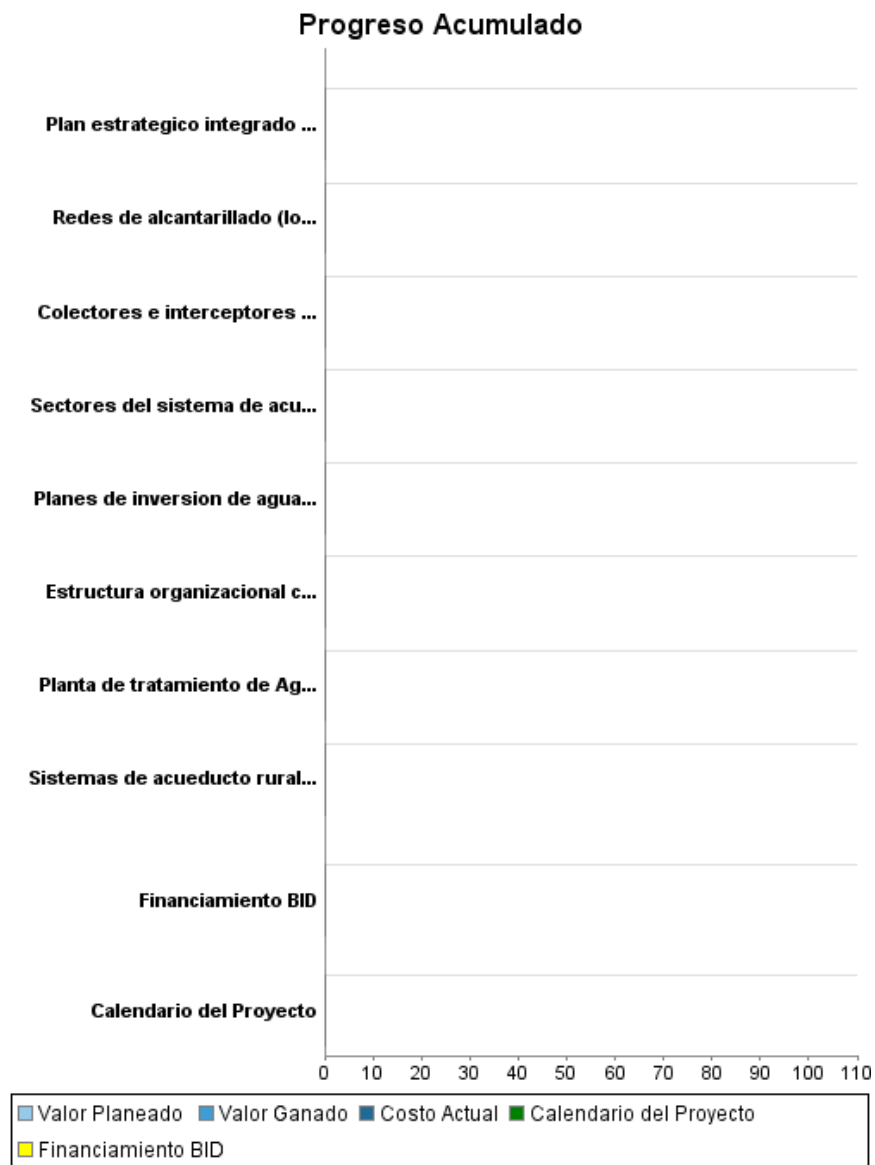 Progreso Acumulado
Plan estrategico integrado ...
Redes de alcantarillado (lo...
Colectores e interceptores ...
Sectores del sistema de acu...
Planes de inversion de agua...
Estructura organizacional c...
Planta de tratamiento de Ag...
Sistemas de acueducto rural...
Financiamiento BID
Calendario del Proyecto
0 10 20 30 40 50 60 70 80 90 100 110
Valor Planeado Valor Ganado Costo Actual Calendario del Proyecto
Financiamiento BID